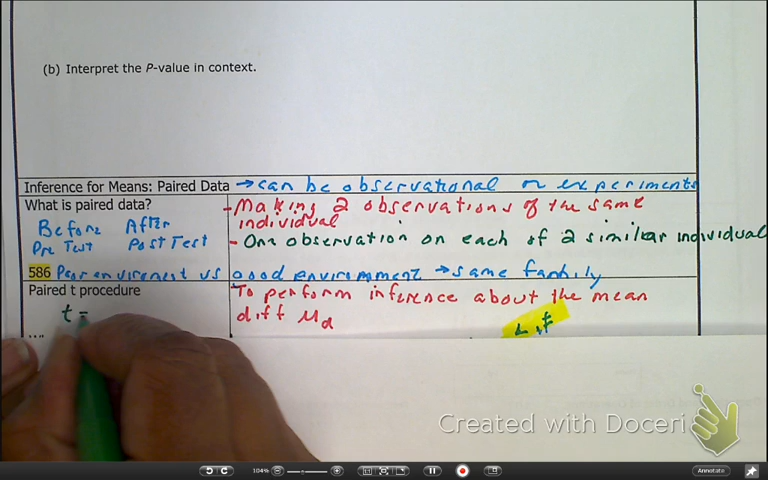 (b) Interpret the P-value in context.
Inference for Means: Paired Data → can be observational or experiments
What is paired data?
- Making 2 observations of the same
individual
Before After
Pre Test Post Test
- One observation on each of 2 similar individual
586 Poor enviroment vs good environment → same family
Paired t procedure
To perform inference about the mean
diff μd
t =
Created with Doceri
104%
Annotate